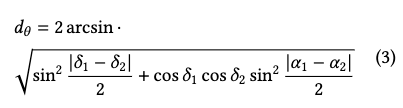 d_θ = 2 arcsin ·
√(sin² |δ₁ − δ₂|/2 + cos δ₁ cos δ₂ sin² |α₁ − α₂|/2) (3)